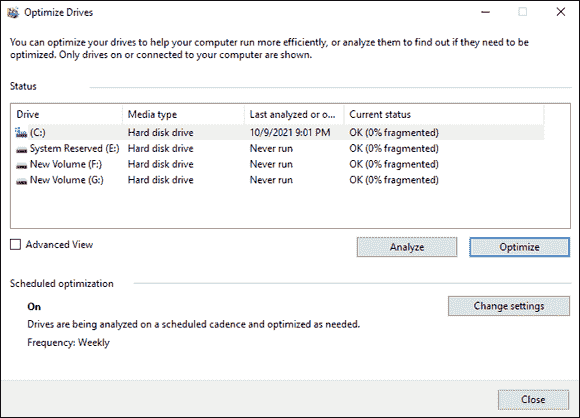 Optimize Drives
You can optimize your drives to help your computer run more efficiently, or analyze them to find out if they need to be
optimized. Only drives on or connected to your computer are shown.
Status
Drive Media type Last analyzed or o... Current status
(C:) Hard disk drive 10/9/2021 9:01 PM OK (0% fragmented)
System Reserved (E:) Hard disk drive Never run OK (0% fragmented)
New Volume (F:) Hard disk drive Never run OK (0% fragmented)
New Volume (G:) Hard disk drive Never run OK (0% fragmented)
Advanced View Analyze Optimize
Scheduled optimization
On Change settings
Drives are being analyzed on a scheduled cadence and optimized as needed.
Frequency: Weekly
Close